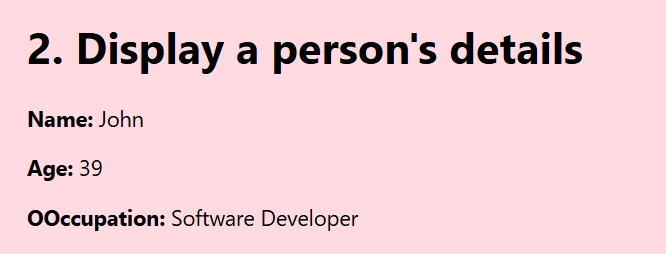 2. Display a person's details
Name: John
Age: 39
OOccupation: Software Developer